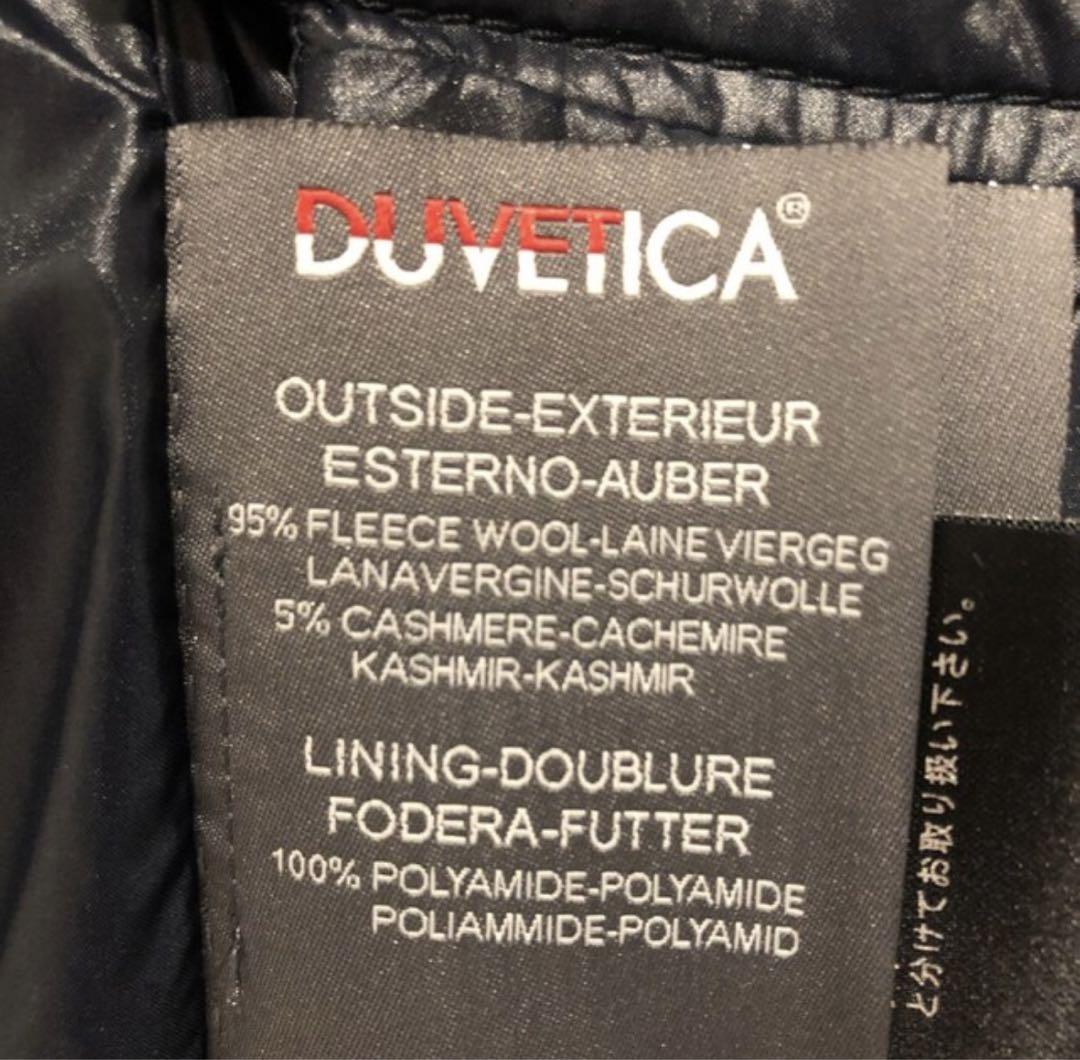 DUVETICA®
OUTSIDE-EXTERIEUR
ESTERNO-AUBER
95% FLEECE WOOL-LAINE VIERGEG
LANAVERGINE-SCHURWOLLE
5% CASHMERE-CACHEMIRE
KASHMIR-KASHMIR
LINING-DOUBLURE
FODERA-FUTTER
100% POLYAMIDE-POLYAMIDE
POLIAMMIDE-POLYAMID
と分けてお取り扱い下さい。